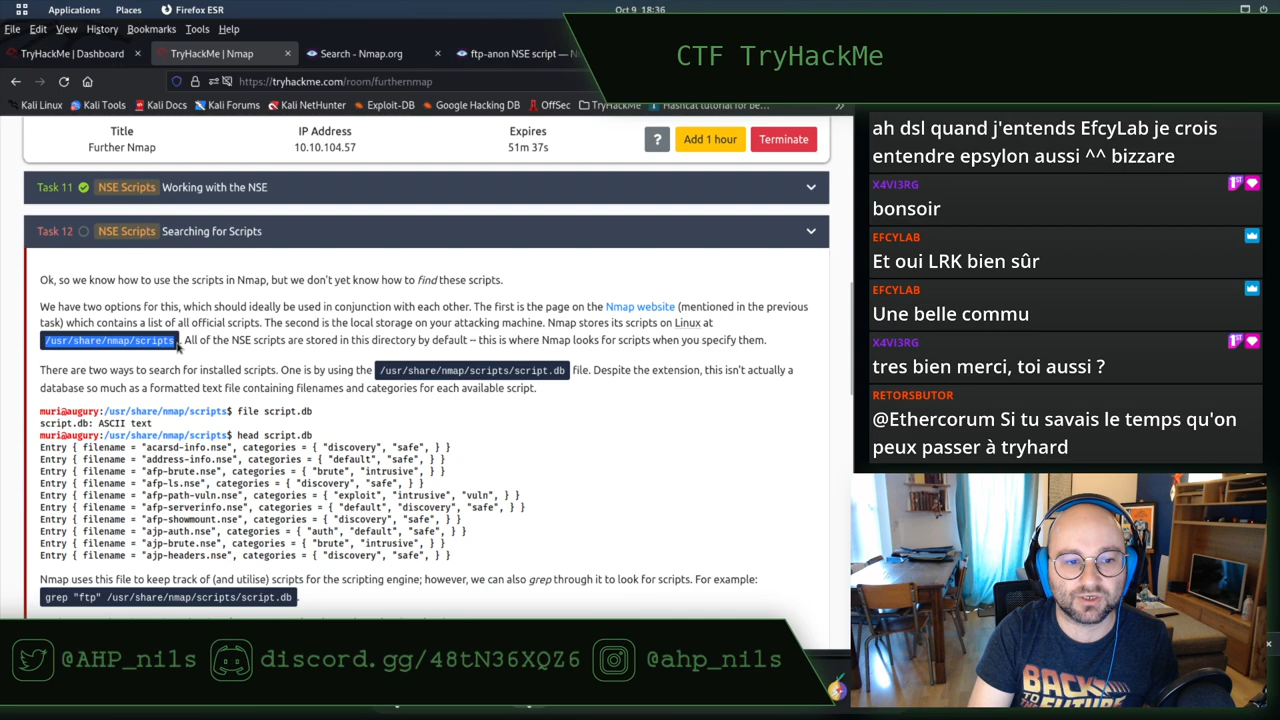 Applications Places Firefox ESR Oct 9 18:36
File Edit View History Bookmarks Tools Help
TryHackMe | Dashboard × TryHackMe | Nmap × Search - Nmap.org × ftp-anon NSE script — N
https://tryhackme.com/room/furthernmap
Kali Linux Kali Tools Kali Docs Kali Forums Kali NetHunter Exploit-DB Google Hacking DB OffSec TryHackMe Hashcat tutorial for be… »
CTF TryHackMe
Title IP Address Expires
Further Nmap 10.10.104.57 51m 37s
? Add 1 hour Terminate
Task 11 NSE Scripts Working with the NSE
Task 12 NSE Scripts Searching for Scripts
Ok, so we know how to use the scripts in Nmap, but we don't yet know how to find these scripts.
We have two options for this, which should ideally be used in conjunction with each other. The first is the page on the Nmap website (mentioned in the previous
task) which contains a list of all official scripts. The second is the local storage on your attacking machine. Nmap stores its scripts on Linux at
/usr/share/nmap/scripts. All of the NSE scripts are stored in this directory by default -- this is where Nmap looks for scripts when you specify them.
There are two ways to search for installed scripts. One is by using the /usr/share/nmap/scripts/script.db file. Despite the extension, this isn't actually a
database so much as a formatted text file containing filenames and categories for each available script.
muri@augury:/usr/share/nmap/scripts$ file script.db
script.db: ASCII text
muri@augury:/usr/share/nmap/scripts$ head script.db
Entry { filename = "acarsd-info.nse", categories = { "discovery", "safe", } }
Entry { filename = "address-info.nse", categories = { "default", "safe", } }
Entry { filename = "afp-brute.nse", categories = { "brute", "intrusive", } }
Entry { filename = "afp-ls.nse", categories = { "discovery", "safe", } }
Entry { filename = "afp-path-vuln.nse", categories = { "exploit", "intrusive", "vuln", } }
Entry { filename = "afp-serverinfo.nse", categories = { "default", "discovery", "safe", } }
Entry { filename = "afp-showmount.nse", categories = { "discovery", "safe", } }
Entry { filename = "ajp-auth.nse", categories = { "auth", "default", "safe", } }
Entry { filename = "ajp-brute.nse", categories = { "brute", "intrusive", } }
Entry { filename = "ajp-headers.nse", categories = { "discovery", "safe", } }
Nmap uses this file to keep track of (and utilise) scripts for the scripting engine; however, we can also grep through it to look for scripts. For example:
grep "ftp" /usr/share/nmap/scripts/script.db.
ah dsl quand j'entends EfcyLab je crois
entendre epsylon aussi ^^ bizzare
X4VI3RG 1ST
bonsoir
EFCYLAB
Et oui LRK bien sûr
EFCYLAB
Une belle commu
X4VI3RG 1ST
tres bien merci, toi aussi ?
RETORSBUTOR
@Ethercorum Si tu savais le temps qu'on
peux passer à tryhard
BACK
TO THE
FUTURE
@AHP_nils discord.gg/48tN36XQZ6 @ahp_nils